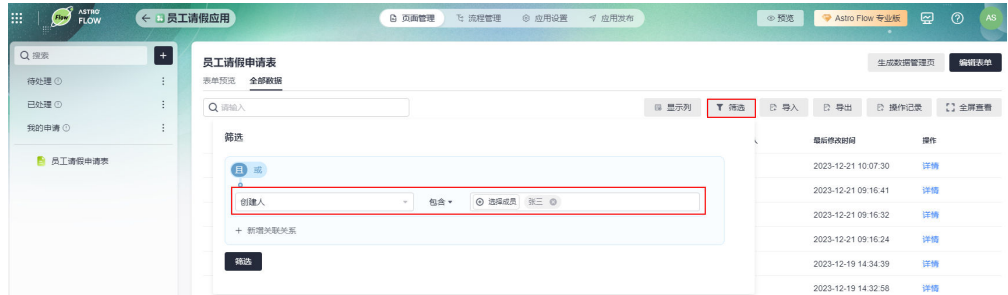 Flow ASTRO FLOW ← 员工请假应用 页面管理 流程管理 应用设置 应用发布 预览 Astro Flow 专业版 AS
搜索 +
员工请假申请表 生成数据管理页 编辑表单
待处理
表单预览 全部数据
已处理
请输入 显示列 筛选 导入 导出 操作记录 全屏查看
我的申请
筛选 最后修改时间 操作
员工请假申请表
且 或 2023-12-21 10:07:30 详情
2023-12-21 09:16:41 详情
创建人 包含 选择成员 张三
2023-12-21 09:16:32 详情
+ 新增关联关系
2023-12-21 09:16:24 详情
筛选
2023-12-19 14:34:39 详情
2023-12-19 14:32:58 详情